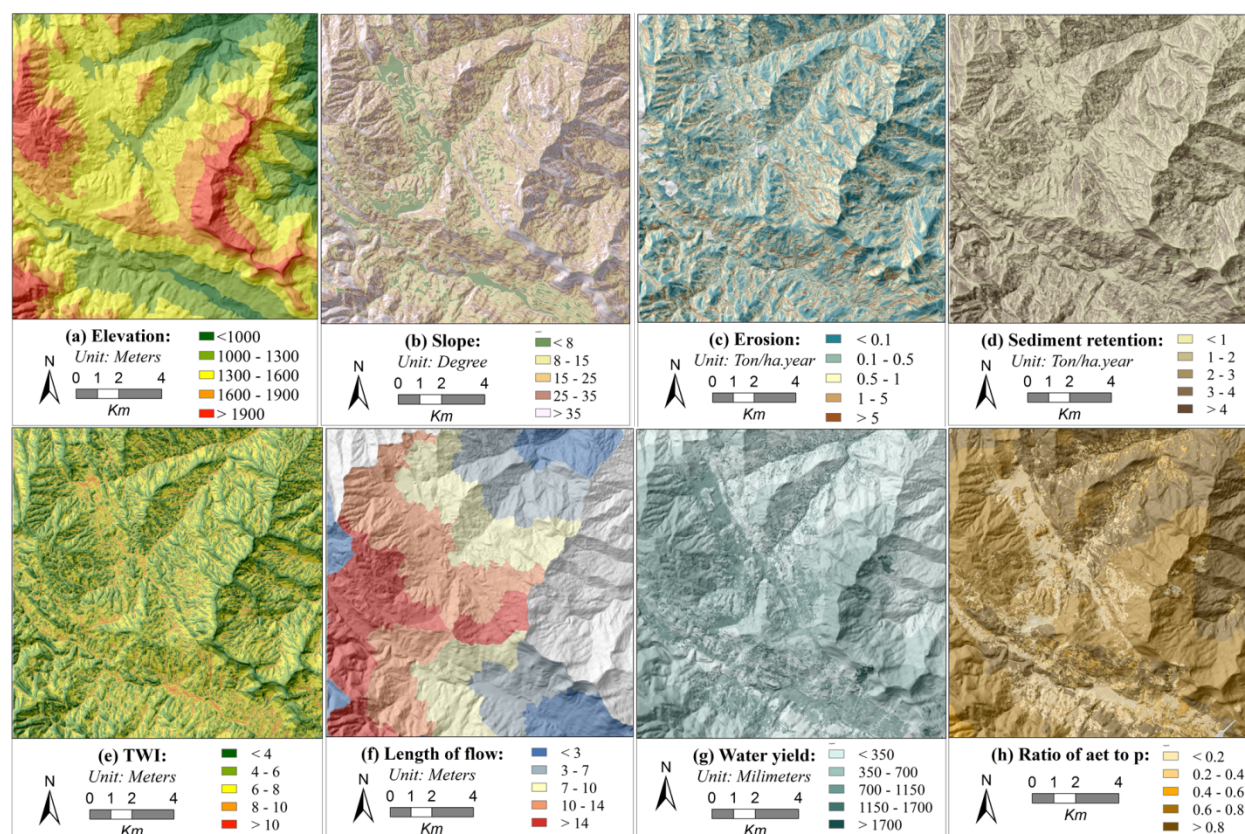 (a) Elevation:
Unit: Meters
N
0 1 2 4
Km
<1000
1000 - 1300
1300 - 1600
1600 - 1900
> 1900
(b) Slope:
Unit: Degree
N
0 1 2 4
Km
< 8
8 - 15
15 - 25
25 - 35
> 35
(c) Erosion:
Unit: Ton/ha.year
N
0 1 2 4
Km
< 0.1
0.1 - 0.5
0.5 - 1
1 - 5
> 5
(d) Sediment retention:
Unit: Ton/ha.year
N
0 1 2 4
Km
< 1
1 - 2
2 - 3
3 - 4
> 4
(e) TWI:
Unit: Meters
N
0 1 2 4
Km
< 4
4 - 6
6 - 8
8 - 10
> 10
(f) Length of flow:
Unit: Meters
N
0 1 2 4
Km
< 3
3 - 7
7 - 10
10 - 14
> 14
(g) Water yield:
Unit: Milimeters
N
0 1 2 4
Km
< 350
350 - 700
700 - 1150
1150 - 1700
> 1700
(h) Ratio of aet to p:
N
0 1 2 4
Km
< 0.2
0.2 - 0.4
0.4 - 0.6
0.6 - 0.8
> 0.8